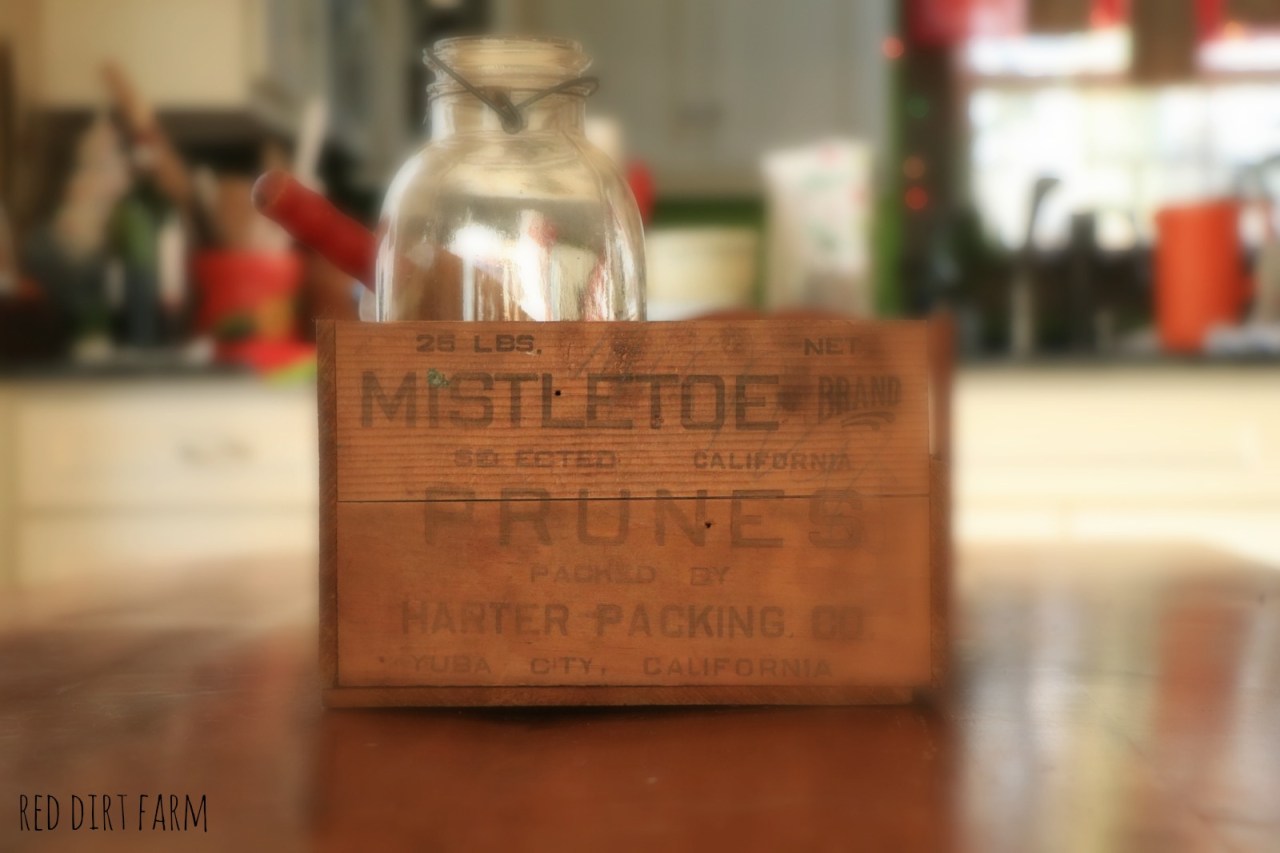 25 LBS. NET
MISTLETOE BRAND
SELECTED CALIFORNIA
PRUNES
PACKED BY
HARTER PACKING CO.
YUBA CITY, CALIFORNIA
RED DIRT FARM